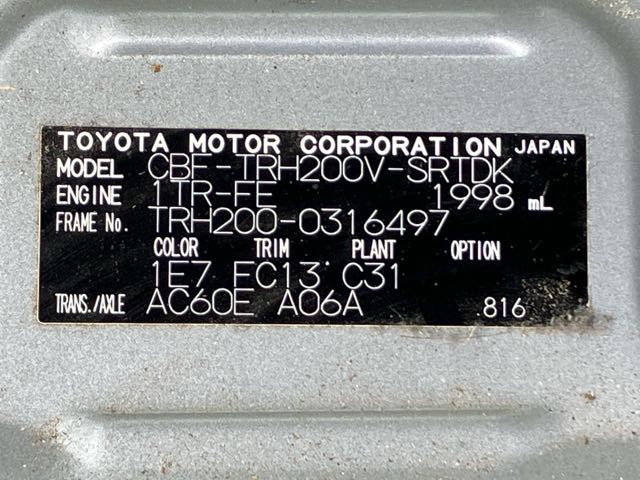 TOYOTA MOTOR CORPORATION JAPAN
MODEL CBF-TRH200V-SRTDK
ENGINE 1TR-FE 1998 mL
FRAME No. TRH200-0316497
COLOR TRIM PLANT OPTION
1E7 FC13 C31
TRANS./AXLE AC60E A06A .816